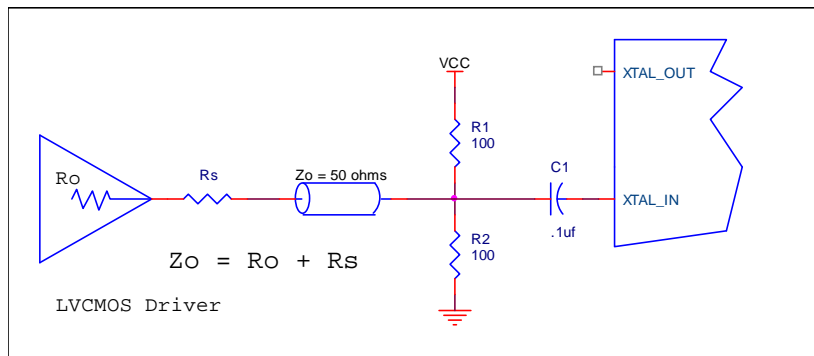 VCC
XTAL_OUT
R1
100
C1
Ro
Rs
Zo = 50 ohms
XTAL_IN
R2
100
.1uf
Zo = Ro + Rs
LVCMOS Driver